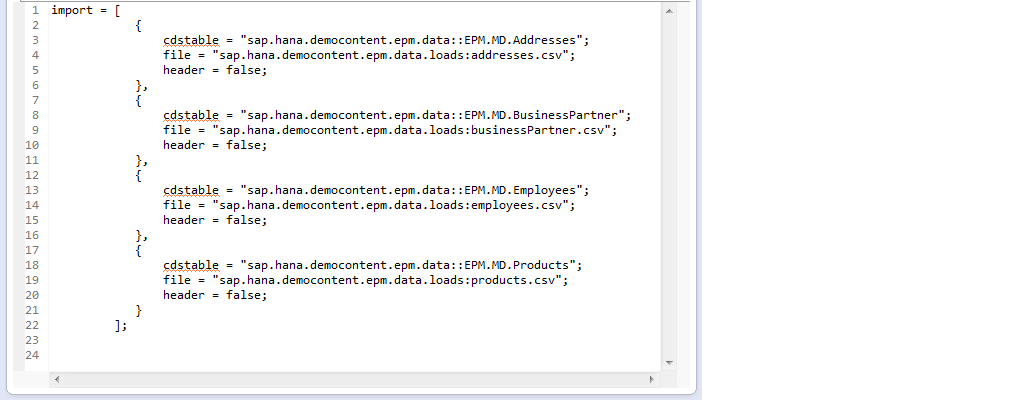 1 import = [
2 {
3 cdstable = "sap.hana.democontent.epm.data::EPM.MD.Addresses";
4 file = "sap.hana.democontent.epm.data.loads:addresses.csv";
5 header = false;
6 },
7 {
8 cdstable = "sap.hana.democontent.epm.data::EPM.MD.BusinessPartner";
9 file = "sap.hana.democontent.epm.data.loads:businessPartner.csv";
10 header = false;
11 },
12 {
13 cdstable = "sap.hana.democontent.epm.data::EPM.MD.Employees";
14 file = "sap.hana.democontent.epm.data.loads:employees.csv";
15 header = false;
16 },
17 {
18 cdstable = "sap.hana.democontent.epm.data::EPM.MD.Products";
19 file = "sap.hana.democontent.epm.data.loads:products.csv";
20 header = false;
21 }
22 ];
23
24